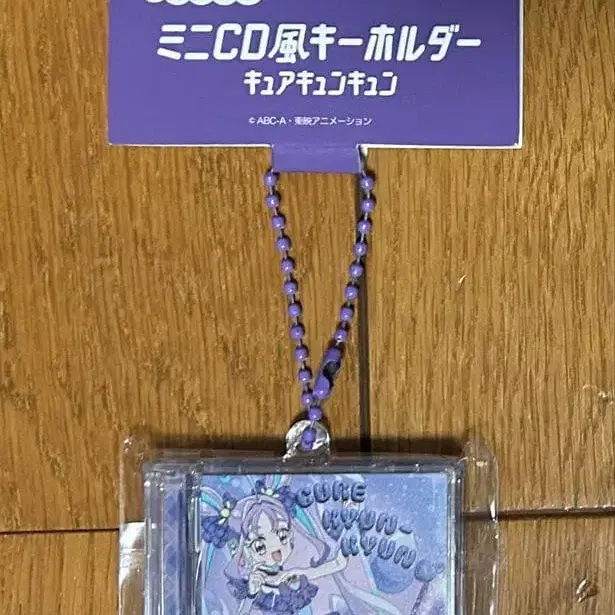 ミニCD風キーホルダー
キュアキュンキュン
© ABC-A・東映アニメーション
CURE
KYUN-
KYUN